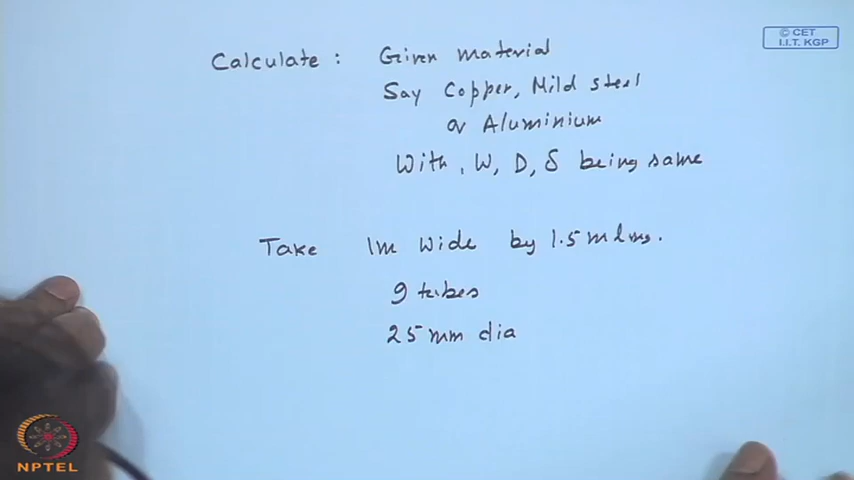 © CET
I.I.T. KGP
Calculate : Given material
Say Copper, Mild steel
or Aluminium
With, W, D, δ being same
Take 1m wide by 1.5 m long.
9 tubes
25 mm dia
NPTEL